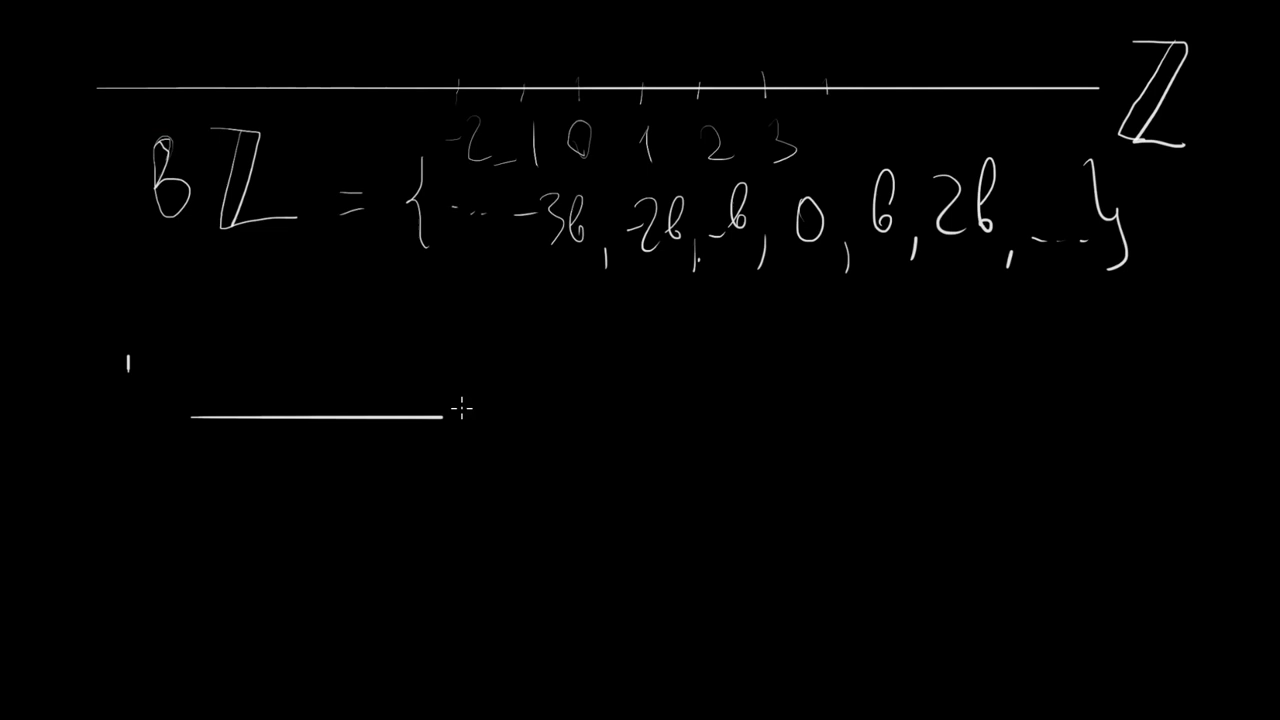 ℤ
-2 -1 0 1 2 3
bℤ = { ... -3b, -2b, -b, 0, b, 2b, ... }